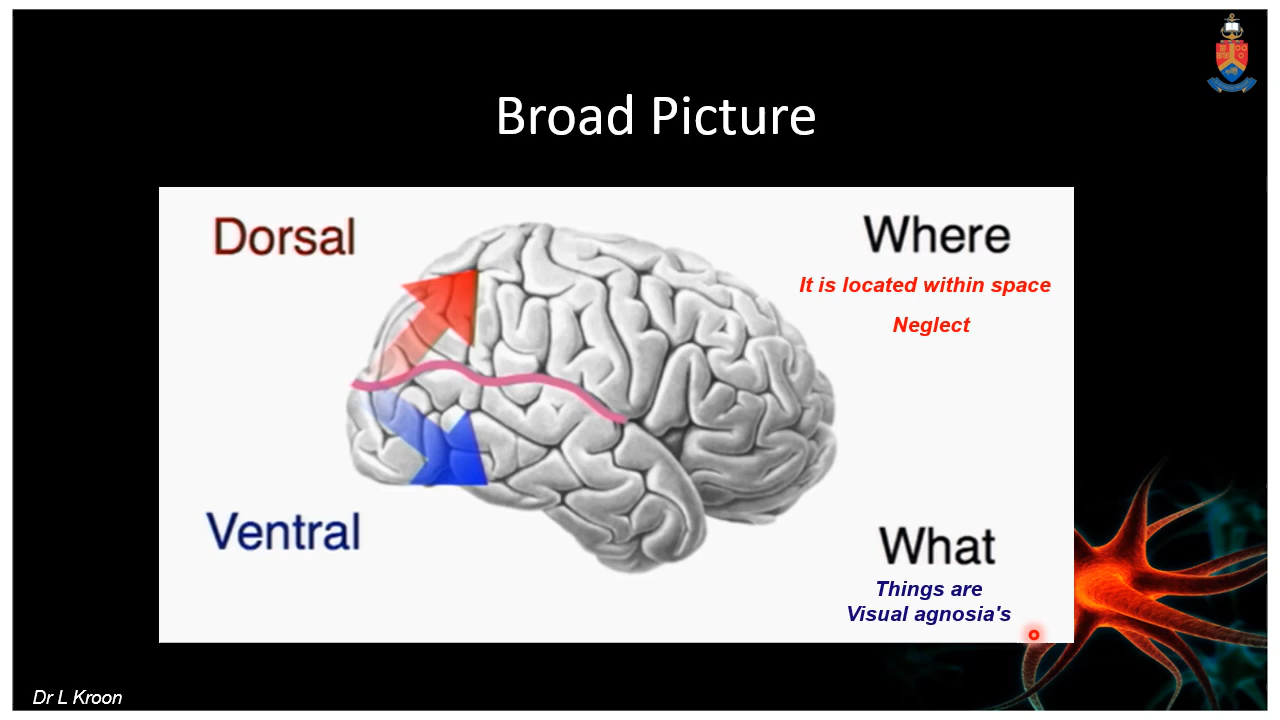 Broad Picture
Dorsal
Where
It is located within space
Neglect
Ventral
What
Things are
Visual agnosia's
Dr L Kroon